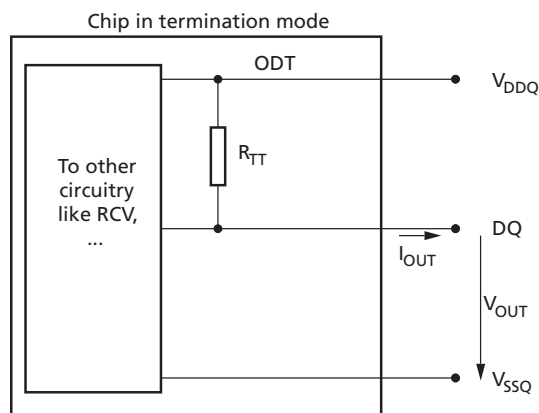 Chip in termination mode
ODT
V_DDQ
R_TT
To other
circuitry
like RCV,
...
DQ
I_OUT
V_OUT
V_SSQ